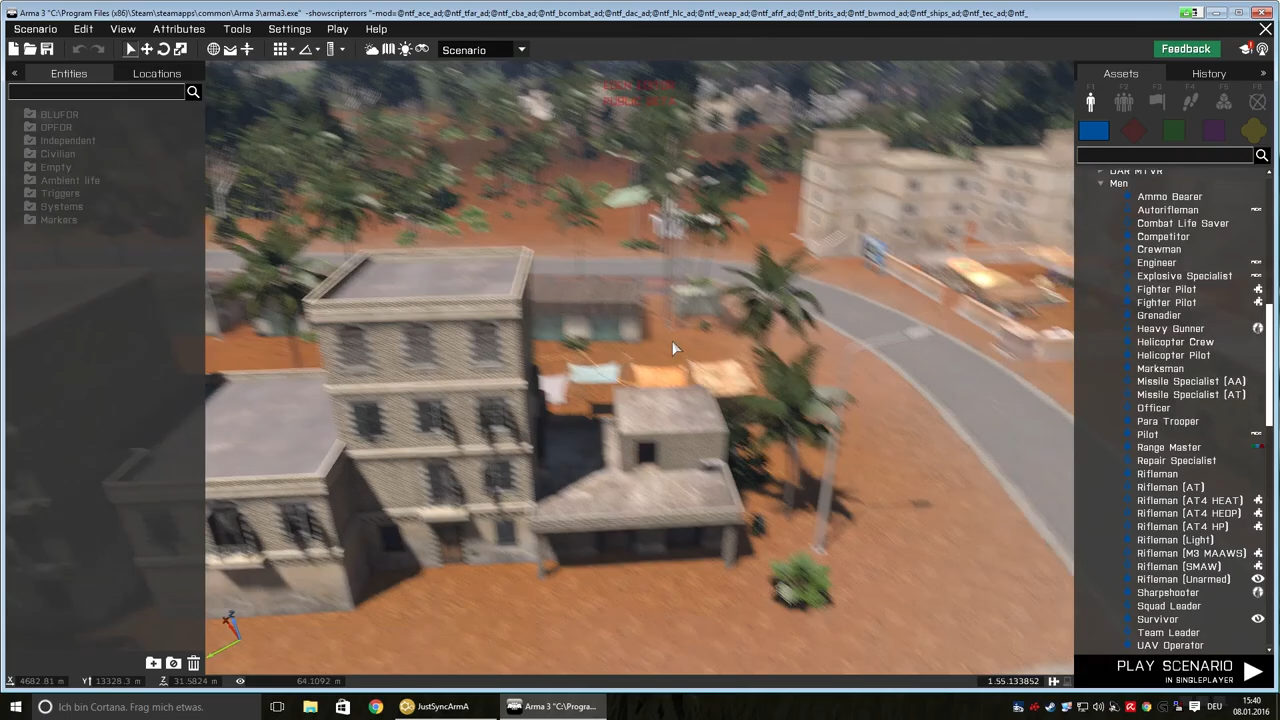 Arma 3 "C:\Program Files (x86)\Steam\steamapps\common\Arma 3\arma3.exe" -showscripterrors "-mod=@ntf_ace_ad;@ntf_tfar_ad;@ntf_cba_ad;@ntf_bcombat_ad;@ntf_dac_ad;@ntf_hlc_ad;@ntf_weap_ad;@ntf_afrf_ad;@ntf_brits_ad;@ntf_bwmod_ad;@ntf_ships_ad;@ntf_tec_ad;@ntf_
Scenario Edit View Attributes Tools Settings Play Help
Scenario
Feedback
« Entities Locations
Assets History »
F1 F2 F3 F4 F5 F6
BLUFOR
OPFOR
Independent
Civilian
Empty
Ambient life
Triggers
Systems
Markers
Men
Ammo Bearer
Autorifleman
Combat Life Saver
Competitor
Crewman
Engineer
Explosive Specialist
Fighter Pilot
Fighter Pilot
Grenadier
Heavy Gunner
Helicopter Crew
Helicopter Pilot
Marksman
Missile Specialist (AA)
Missile Specialist (AT)
Officer
Para Trooper
Pilot
Range Master
Repair Specialist
Rifleman
Rifleman (AT)
Rifleman (AT4 HEAT)
Rifleman (AT4 HEDP)
Rifleman (AT4 HP)
Rifleman (Light)
Rifleman (M3 MAAWS)
Rifleman (SMAW)
Rifleman (Unarmed)
Sharpshooter
Squad Leader
Survivor
Team Leader
UAV Operator
PLAY SCENARIO
IN SINGLEPLAYER
X 4682.81 m Y 13328.3 m Z 31.5824 m 64.1092 m 1.55.133852
Ich bin Cortana. Frag mich etwas. JustSyncArmA Arma 3 "C:\Progra... DEU 15:40
08.01.2016